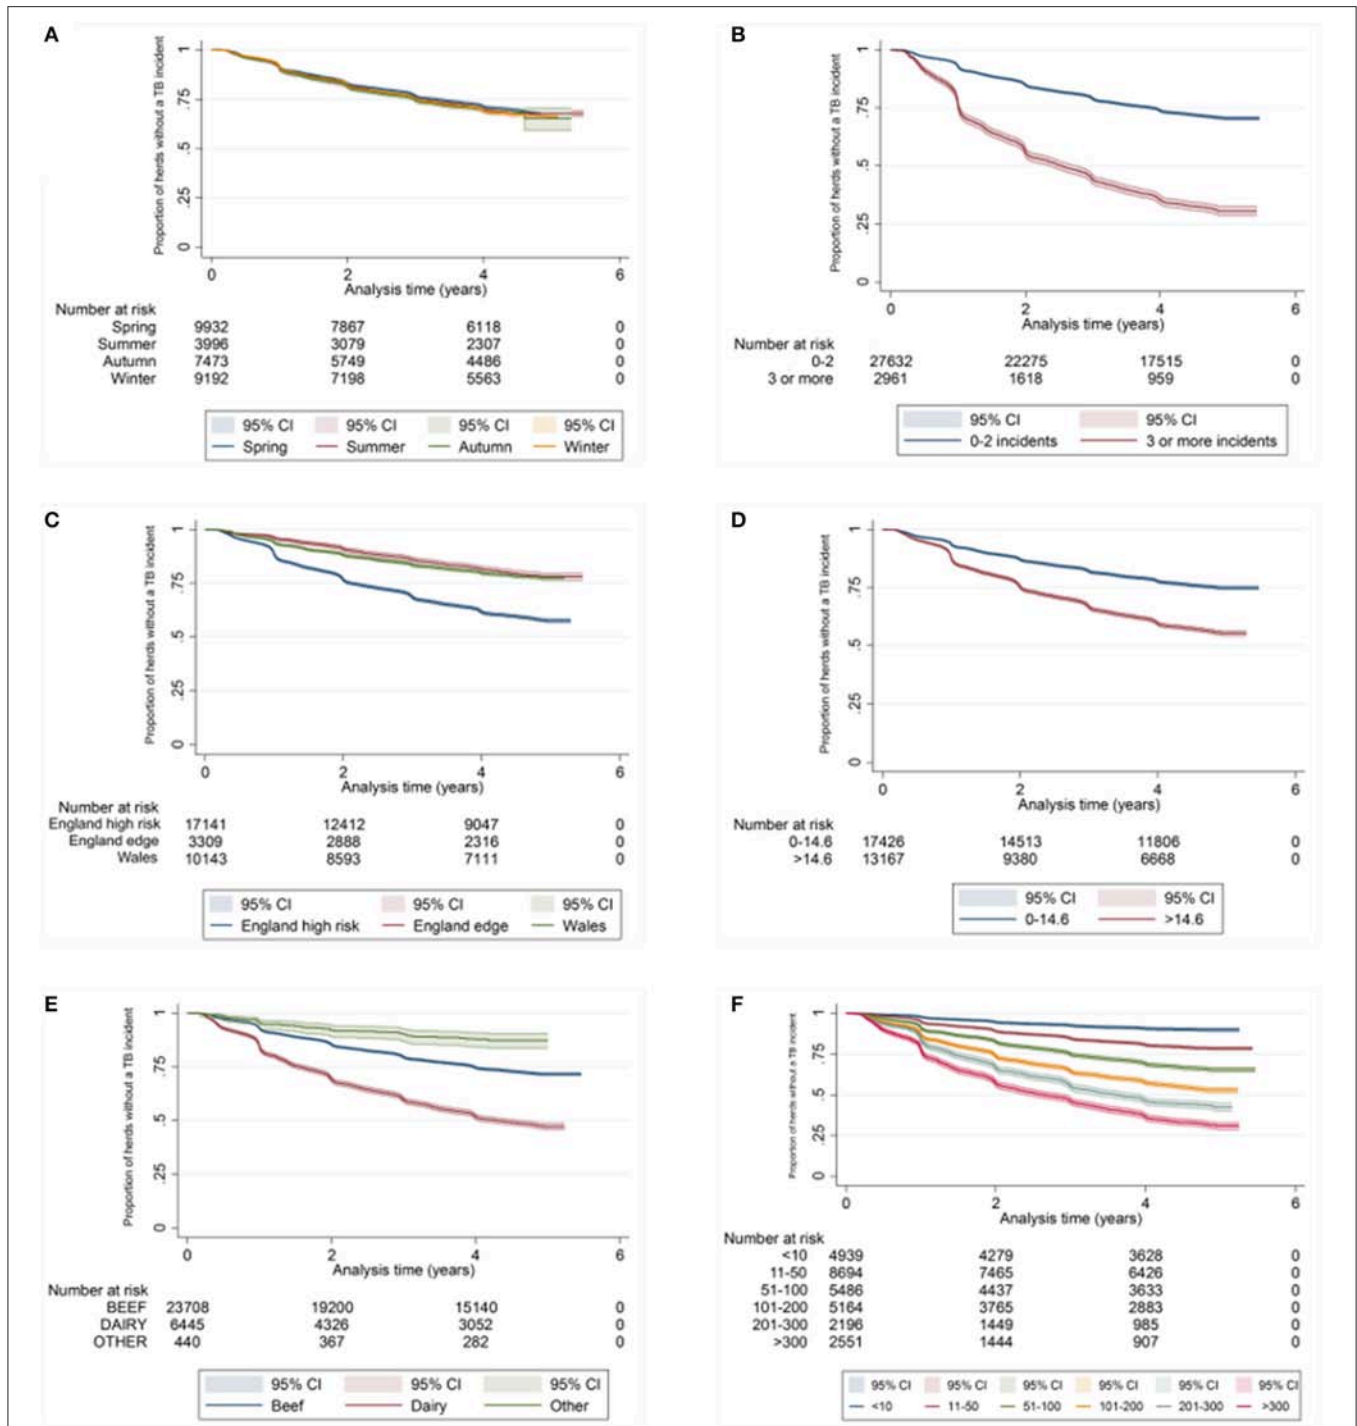 A
Proportion of herds without a TB incident
1
.75
.5
.25
0
0 2 4 6
Analysis time (years)
Number at risk
Spring 9932 7867 6118 0
Summer 3996 3079 2307 0
Autumn 7473 5749 4486 0
Winter 9192 7198 5563 0
95% CI 95% CI 95% CI 95% CI
Spring Summer Autumn Winter
B
Proportion of herds without a TB incident
1
.75
.5
.25
0
0 2 4 6
Analysis time (years)
Number at risk
0-2 27632 22275 17515 0
3 or more 2961 1618 959 0
95% CI 95% CI
0-2 incidents 3 or more incidents
C
Proportion of herds without a TB incident
1
.75
.5
.25
0
0 2 4 6
Analysis time (years)
Number at risk
England high risk 17141 12412 9047 0
England edge 3309 2888 2316 0
Wales 10143 8593 7111 0
95% CI 95% CI 95% CI
England high risk England edge Wales
D
Proportion of herds without a TB incident
1
.75
.5
.25
0
0 2 4 6
Analysis time (years)
Number at risk
0-14.6 17426 14513 11806 0
>14.6 13167 9380 6668 0
95% CI 95% CI
0-14.6 >14.6
E
Proportion of herds without a TB incident
1
.75
.5
.25
0
0 2 4 6
Analysis time (years)
Number at risk
BEEF 23708 19200 15140 0
DAIRY 6445 4326 3052 0
OTHER 440 367 282 0
95% CI 95% CI 95% CI
Beef Dairy Other
F
Proportion of herds without a TB incident
1
.75
.5
.25
0
0 2 4 6
Analysis time (years)
Number at risk
<10 4939 4279 3628 0
11-50 8694 7465 6426 0
51-100 5486 4437 3633 0
101-200 5164 3765 2883 0
201-300 2196 1449 985 0
>300 2551 1444 907 0
95% CI 95% CI 95% CI 95% CI 95% CI 95% CI
<10 11-50 51-100 101-200 201-300 >300